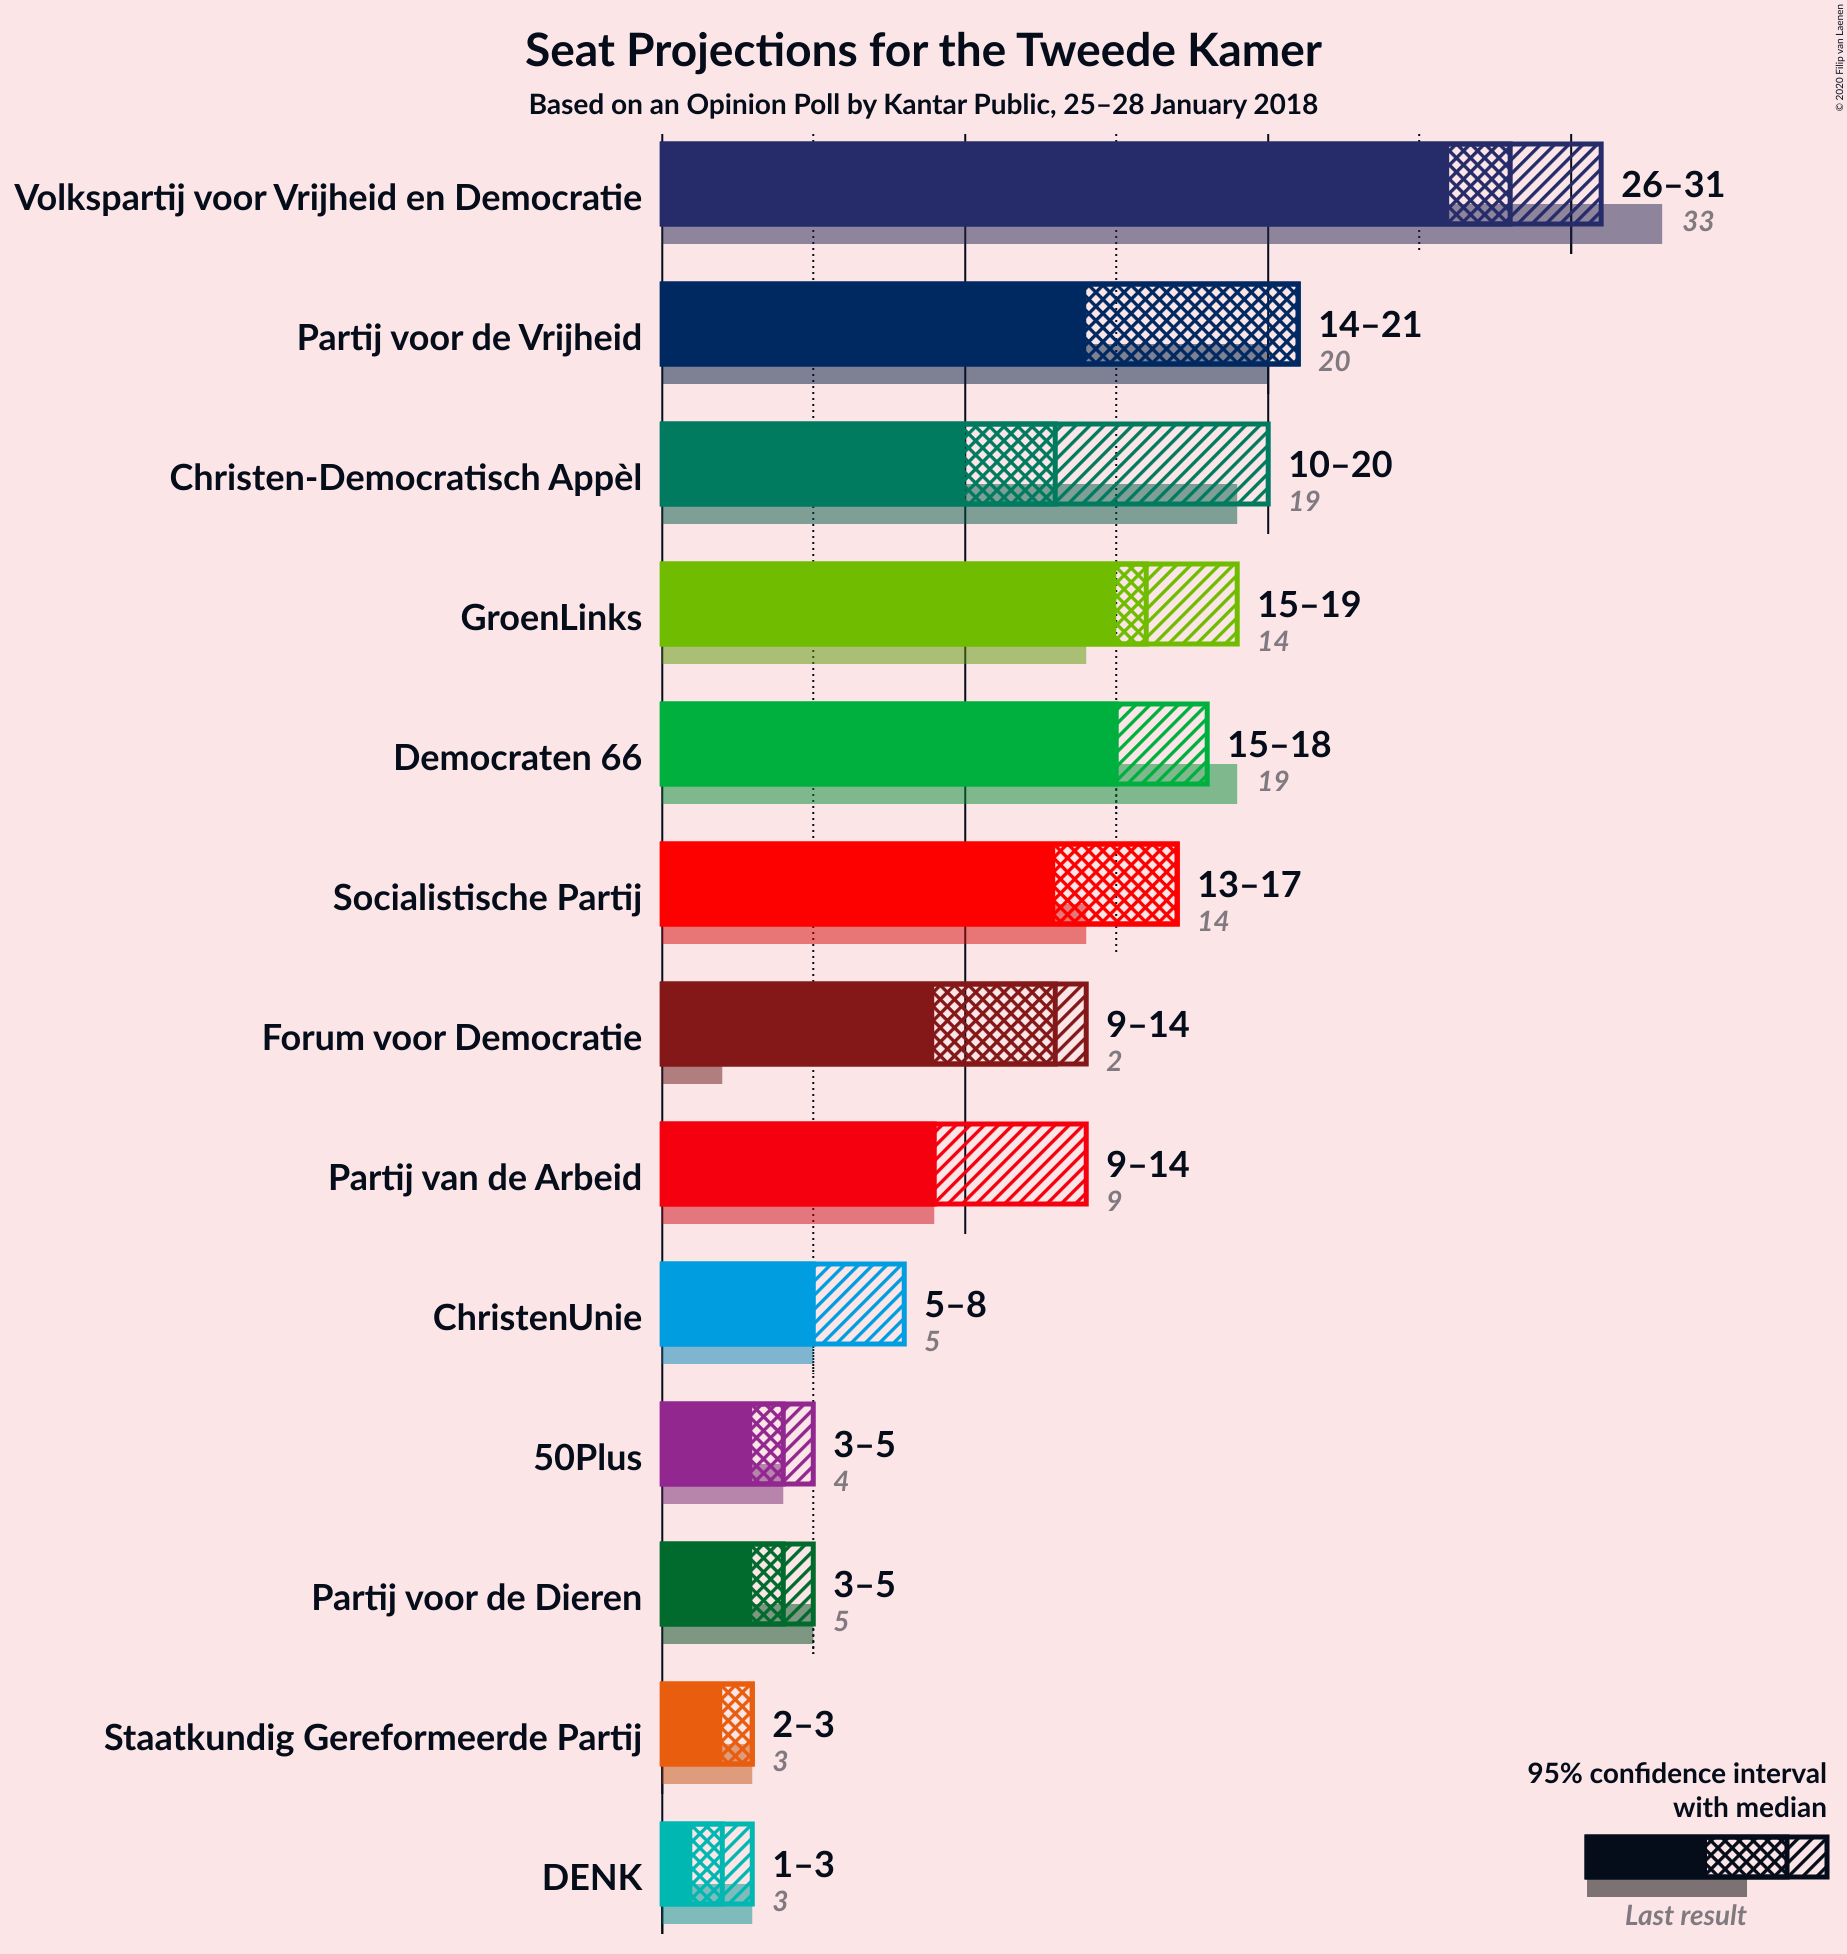 Seat Projections for the Tweede Kamer
Based on an Opinion Poll by Kantar Public, 25–28 January 2018
© 2020 Filip van Laenen
Volkspartij voor Vrijheid en Democratie
26–31
33
Partij voor de Vrijheid
14–21
20
Christen-Democratisch Appèl
10–20
19
GroenLinks
15–19
14
Democraten 66
15–18
19
Socialistische Partij
13–17
14
Forum voor Democratie
9–14
2
Partij van de Arbeid
9–14
9
ChristenUnie
5–8
5
50Plus
3–5
4
Partij voor de Dieren
3–5
5
Staatkundig Gereformeerde Partij
2–3
3
DENK
1–3
3
95% confidence interval
with median
Last result